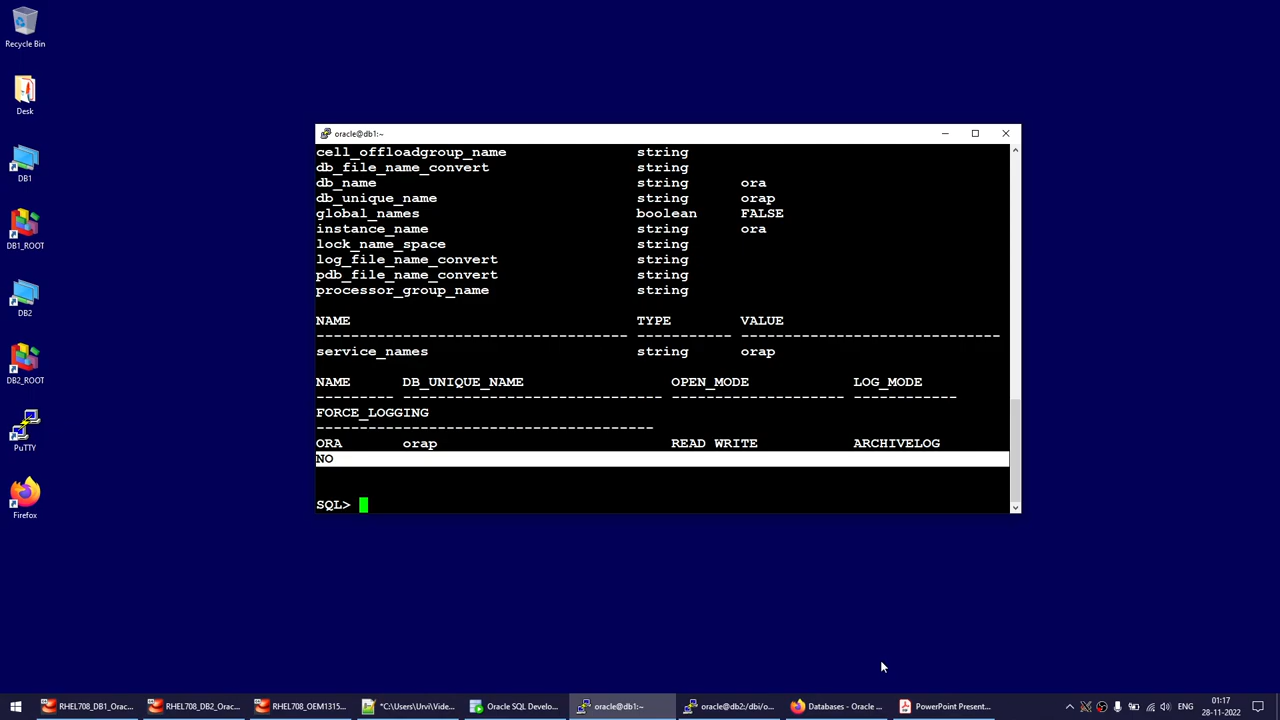 Recycle Bin
Desk
DB1
DB1_ROOT
DB2
DB2_ROOT
PuTTY
Firefox
oracle@db1:~
cell_offloadgroup_name string
db_file_name_convert string
db_name string ora
db_unique_name string orap
global_names boolean FALSE
instance_name string ora
lock_name_space string
log_file_name_convert string
pdb_file_name_convert string
processor_group_name string
NAME TYPE VALUE
------------------------------------ ----------- ------------------------------
service_names string orap
NAME DB_UNIQUE_NAME OPEN_MODE LOG_MODE
--------- ------------------------------ -------------------- ------------
FORCE_LOGGING
---------------------------------------
ORA orap READ WRITE ARCHIVELOG
NO
SQL>
RHEL708_DB1_Orac... RHEL708_DB2_Orac... RHEL708_OEM1315... *C:\Users\Urvi\Vide... Oracle SQL Develo... oracle@db1:~ oracle@db2:/dbi/o... Databases - Oracle ... PowerPoint Present... ENG 01:17
28-11-2022